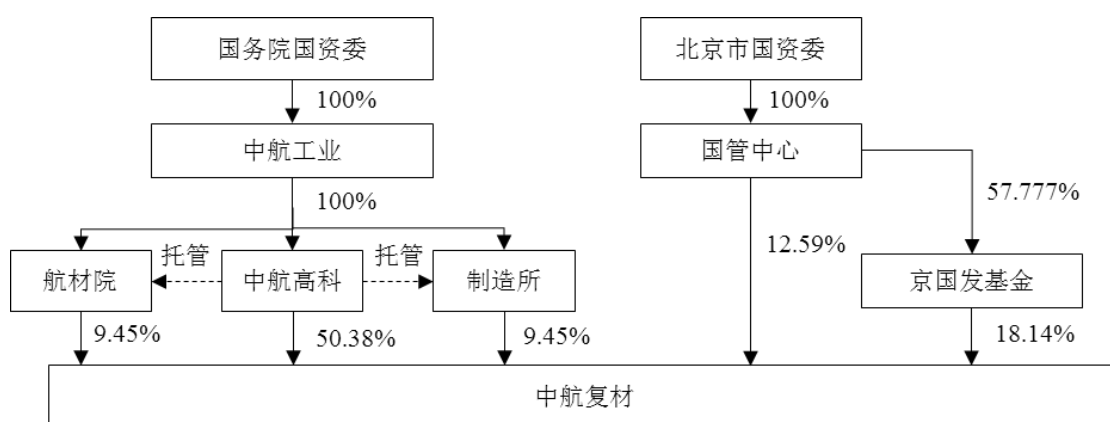 国务院国资委
北京市国资委
100%
100%
中航工业
国管中心
100%
57.777%
12.59%
托管
托管
航材院
中航高科
制造所
京国发基金
9.45%
50.38%
9.45%
18.14%
中航复材